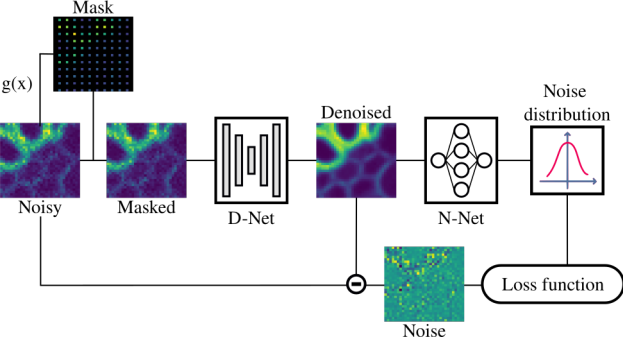 Mask
g(x)
Noisy
Masked
D-Net
Denoised
N-Net
Noise
distribution
Noise
Loss function